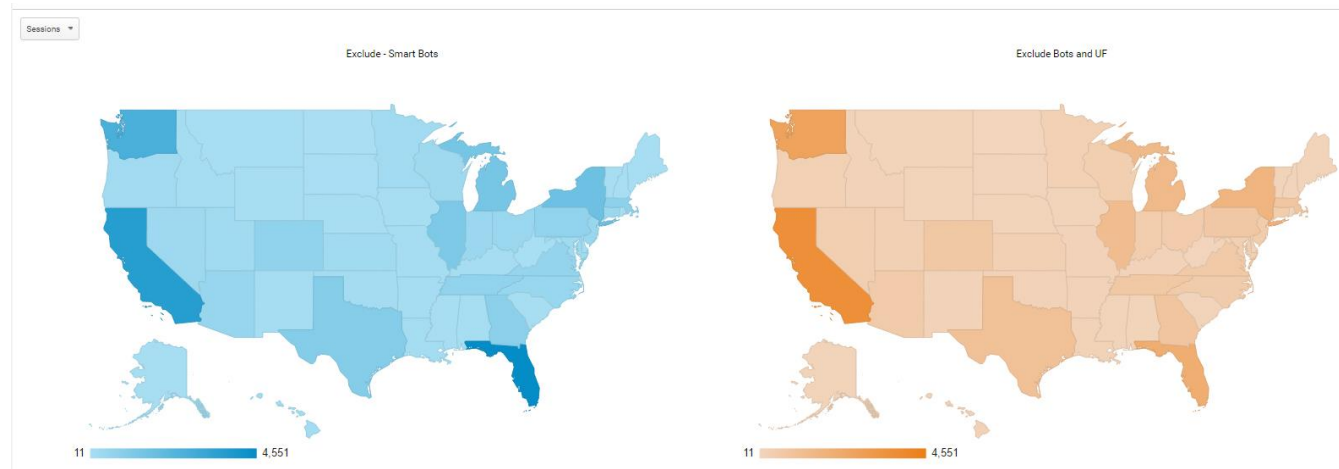 Sessions
Exclude - Smart Bots
Exclude Bots and UF
11 4,551
11 4,551